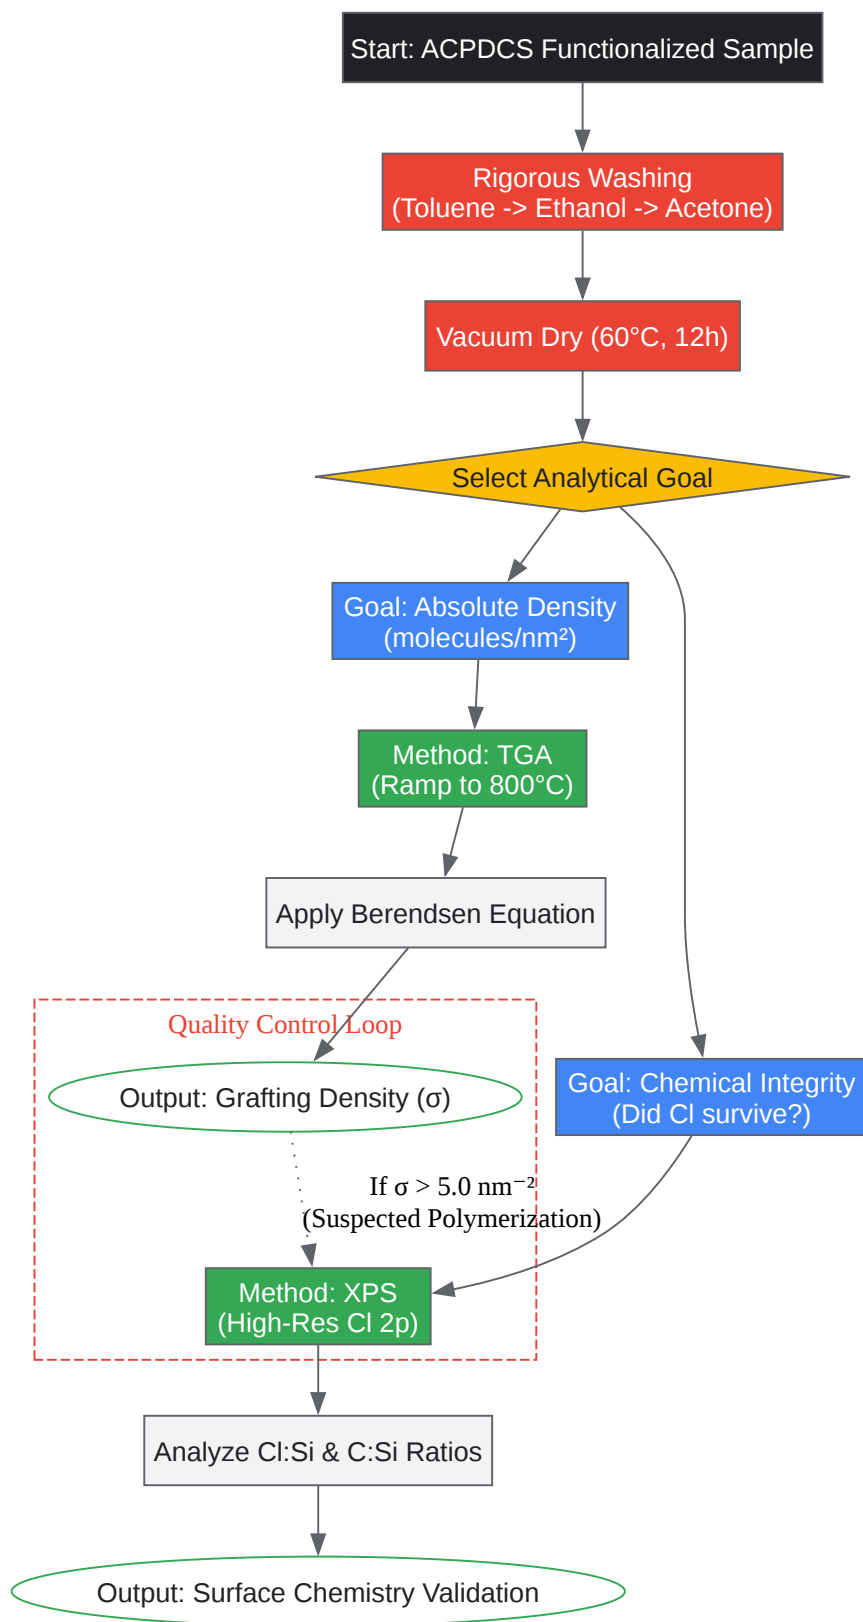 Start: ACPDCS Functionalized Sample
Rigorous Washing
(Toluene -> Ethanol -> Acetone)
Vacuum Dry (60°C, 12h)
Select Analytical Goal
Goal: Absolute Density
(molecules/nm²)
Method: TGA
(Ramp to 800°C)
Apply Berendsen Equation
Quality Control Loop
Output: Grafting Density (σ)
Goal: Chemical Integrity
(Did Cl survive?)
If σ > 5.0 nm⁻²
(Suspected Polymerization)
Method: XPS
(High-Res Cl 2p)
Analyze Cl:Si & C:Si Ratios
Output: Surface Chemistry Validation